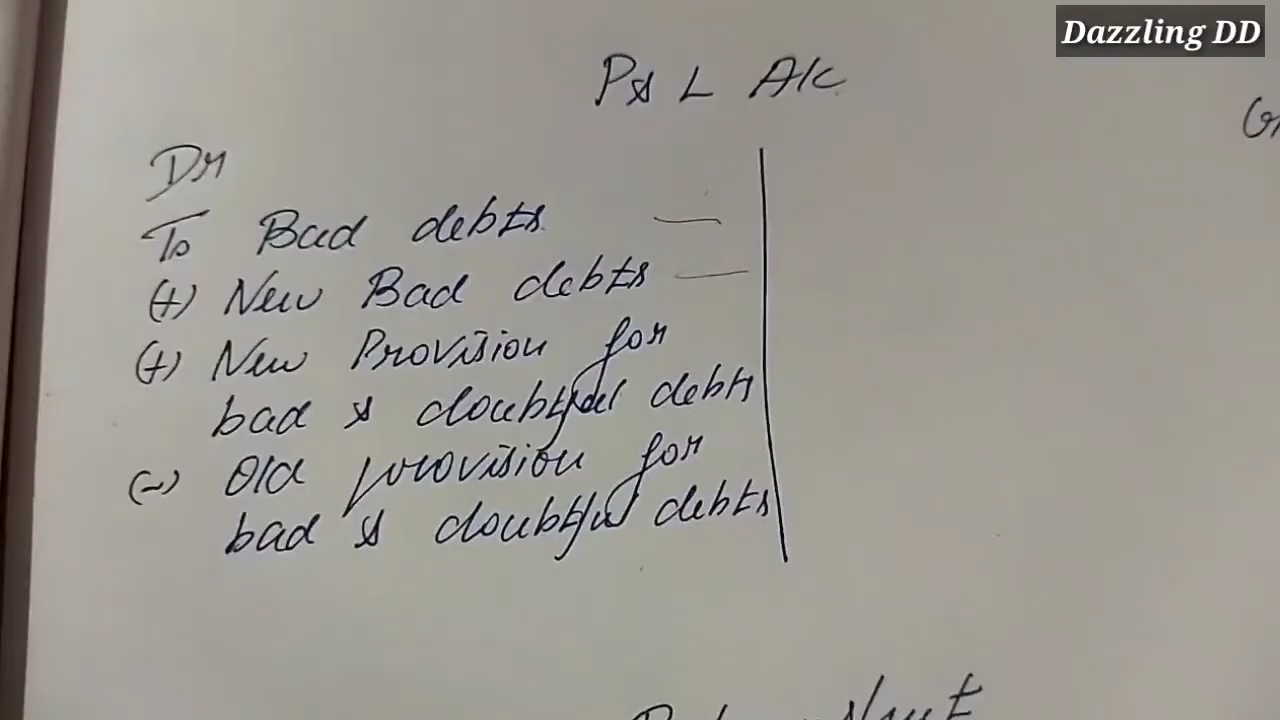 Dazzling DD
P & L A/c
Dr
To Bad debts —
(+) New Bad debts —
(+) New Provision for
bad & doubtful debts
(-) Old provision for
bad & doubtful debts